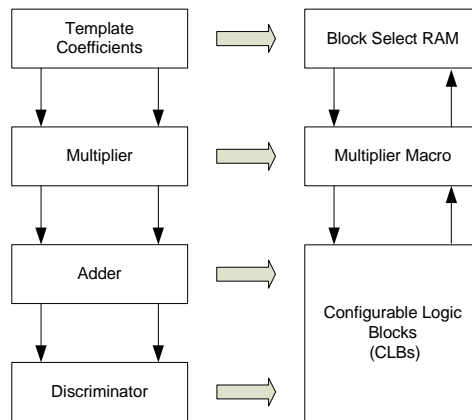 Template
Coefficients
Block Select RAM
Multiplier
Multiplier Macro
Adder
Configurable Logic
Blocks
(CLBs)
Discriminator